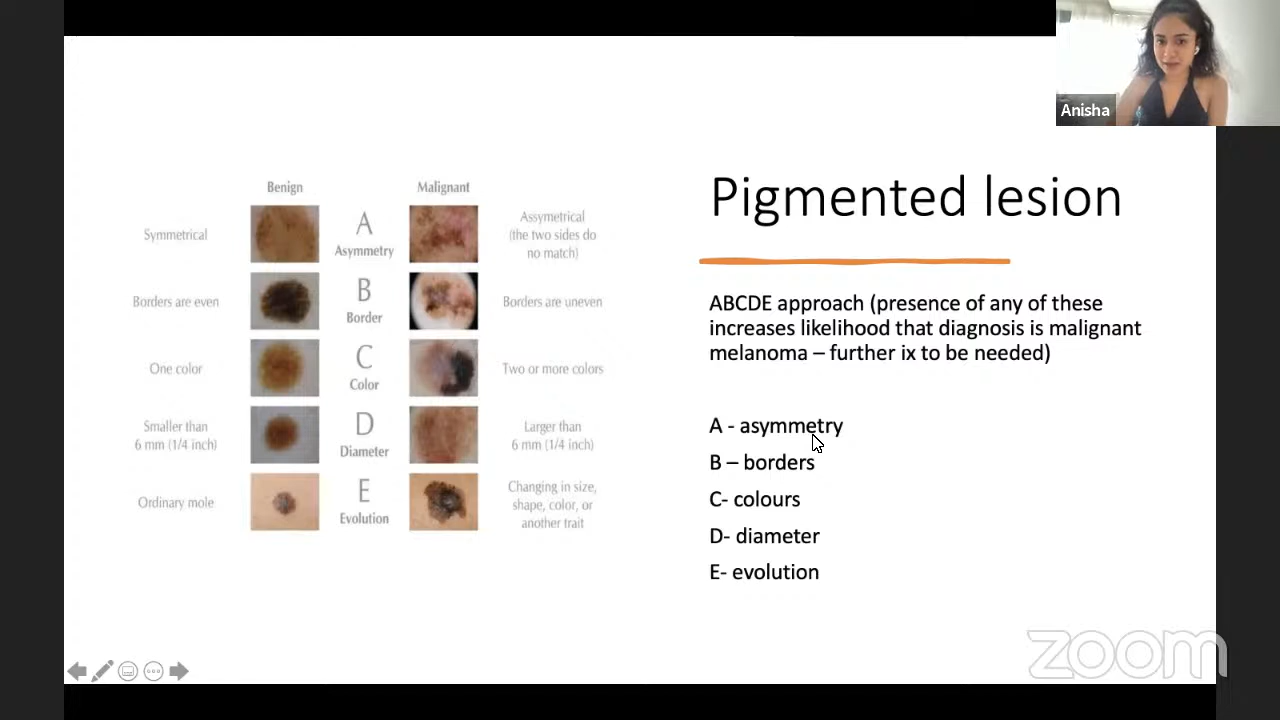 Anisha
Benign
Malignant
Symmetrical
A
Asymmetry
Assymetrical
(the two sides do
no match)
Borders are even
B
Border
Borders are uneven
One color
C
Color
Two or more colors
Smaller than
6 mm (1/4 inch)
D
Diameter
Larger than
6 mm (1/4 inch)
Ordinary mole
E
Evolution
Changing in size,
shape, color, or
another trait
Pigmented lesion
ABCDE approach (presence of any of these
increases likelihood that diagnosis is malignant
melanoma – further ix to be needed)
A - asymmetry
B – borders
C- colours
D- diameter
E- evolution
zoom